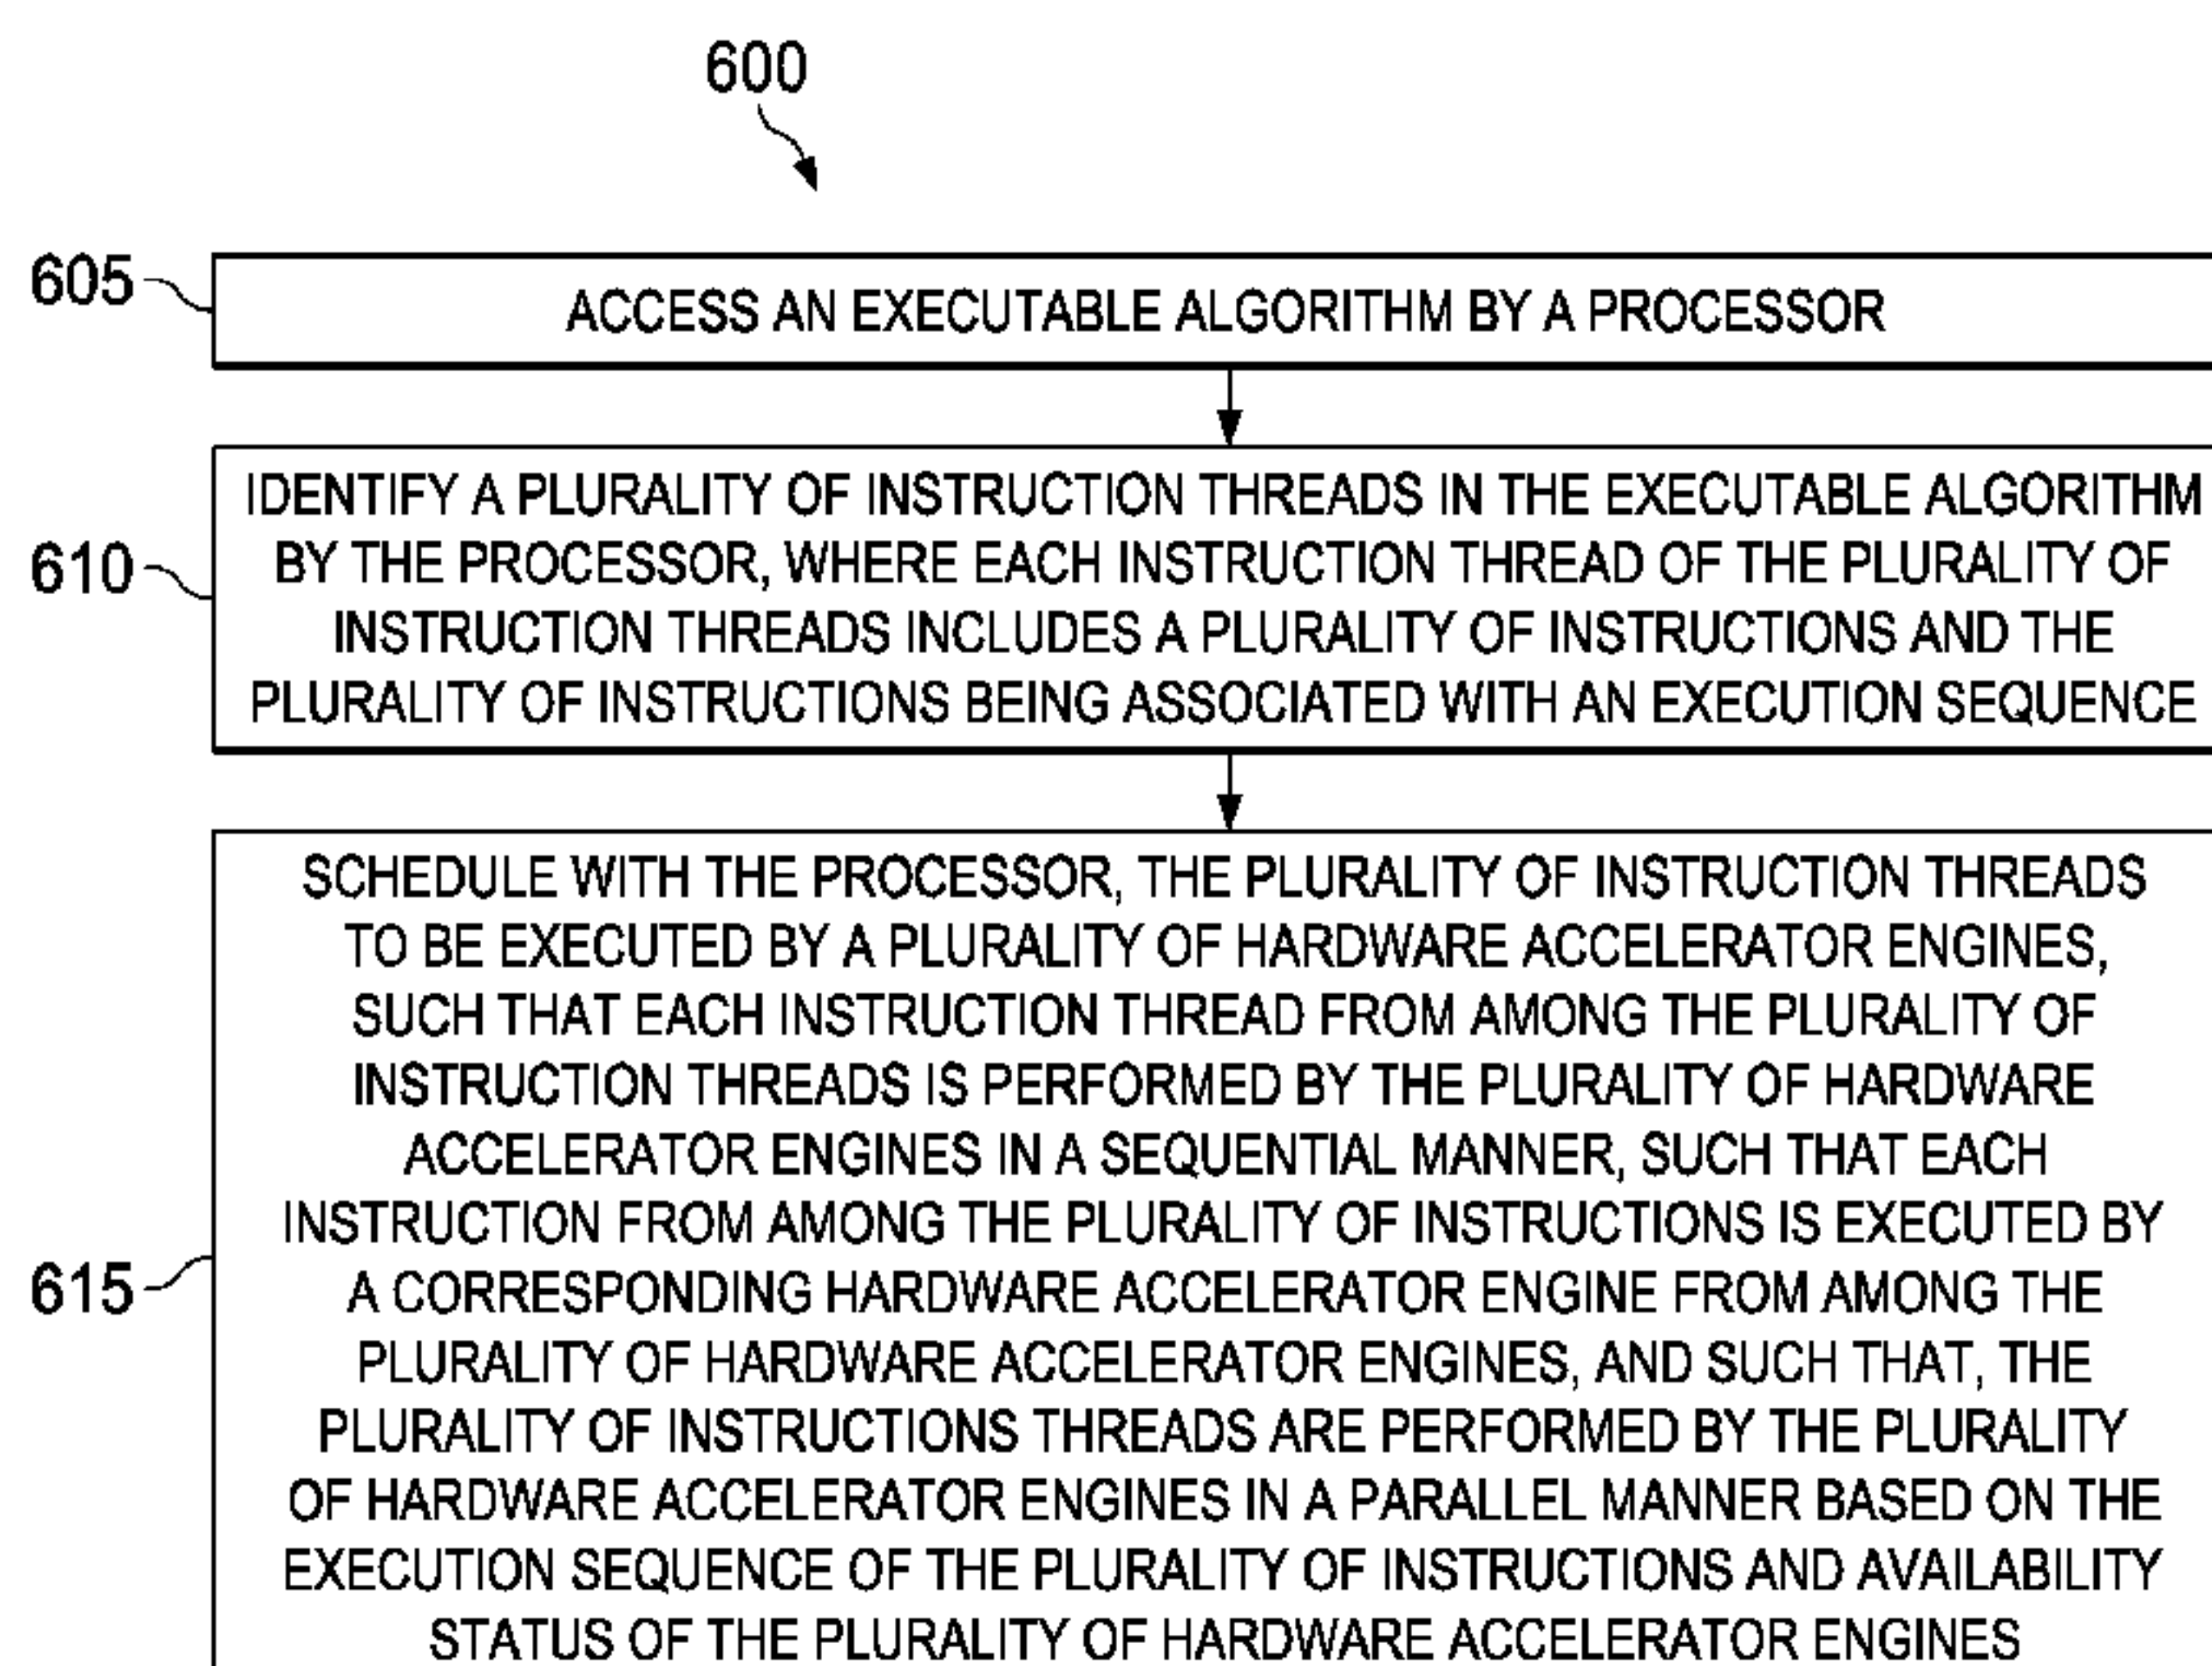 600
605
ACCESS AN EXECUTABLE ALGORITHM BY A PROCESSOR
610
IDENTIFY A PLURALITY OF INSTRUCTION THREADS IN THE EXECUTABLE ALGORITHM
BY THE PROCESSOR, WHERE EACH INSTRUCTION THREAD OF THE PLURALITY OF
INSTRUCTION THREADS INCLUDES A PLURALITY OF INSTRUCTIONS AND THE
PLURALITY OF INSTRUCTIONS BEING ASSOCIATED WITH AN EXECUTION SEQUENCE
615
SCHEDULE WITH THE PROCESSOR, THE PLURALITY OF INSTRUCTION THREADS
TO BE EXECUTED BY A PLURALITY OF HARDWARE ACCELERATOR ENGINES,
SUCH THAT EACH INSTRUCTION THREAD FROM AMONG THE PLURALITY OF
INSTRUCTION THREADS IS PERFORMED BY THE PLURALITY OF HARDWARE
ACCELERATOR ENGINES IN A SEQUENTIAL MANNER, SUCH THAT EACH
INSTRUCTION FROM AMONG THE PLURALITY OF INSTRUCTIONS IS EXECUTED BY
A CORRESPONDING HARDWARE ACCELERATOR ENGINE FROM AMONG THE
PLURALITY OF HARDWARE ACCELERATOR ENGINES, AND SUCH THAT, THE
PLURALITY OF INSTRUCTIONS THREADS ARE PERFORMED BY THE PLURALITY
OF HARDWARE ACCELERATOR ENGINES IN A PARALLEL MANNER BASED ON THE
EXECUTION SEQUENCE OF THE PLURALITY OF INSTRUCTIONS AND AVAILABILITY
STATUS OF THE PLURALITY OF HARDWARE ACCELERATOR ENGINES